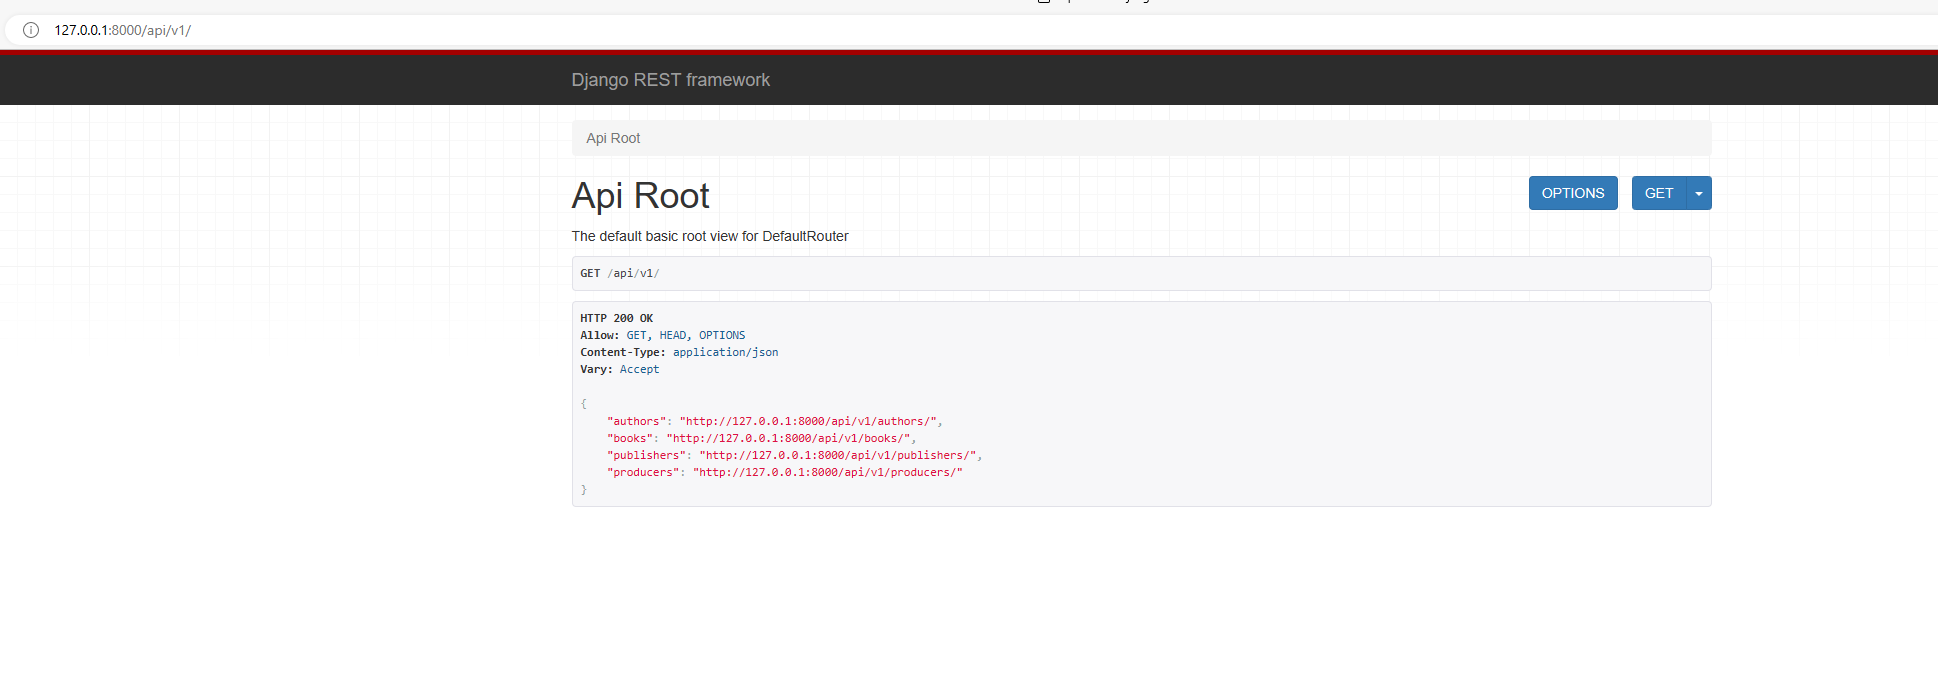 127.0.0.1:8000/api/v1/
Django REST framework
Api Root
Api Root
OPTIONS
GET
The default basic root view for DefaultRouter
GET /api/v1/
HTTP 200 OK
Allow: GET, HEAD, OPTIONS
Content-Type: application/json
Vary: Accept
{
    "authors": "http://127.0.0.1:8000/api/v1/authors/",
    "books": "http://127.0.0.1:8000/api/v1/books/",
    "publishers": "http://127.0.0.1:8000/api/v1/publishers/",
    "producers": "http://127.0.0.1:8000/api/v1/producers/"
}